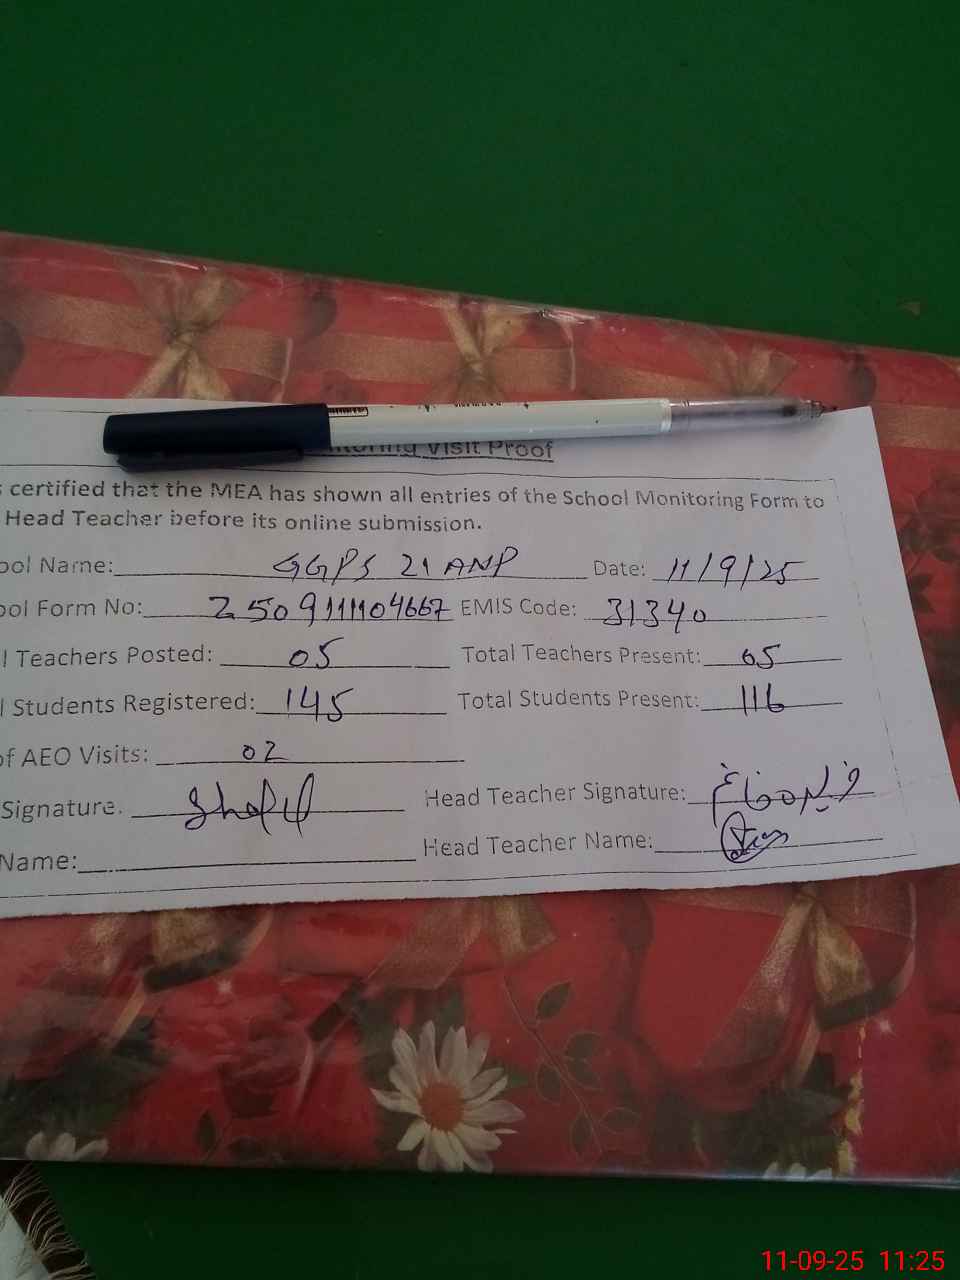 nitoring Visit Proof
s certified that the MEA has shown all entries of the School Monitoring Form to
Head Teacher before its online submission.
ool Name: GGPS 21 ANP Date: 11/9/25
ool Form No: 2509111104667 EMIS Code: 31340
l Teachers Posted: 05 Total Teachers Present: 05
l Students Registered: 145 Total Students Present: 116
of AEO Visits: 02
Signature. Head Teacher Signature:
Name: Head Teacher Name:
11-09-25 11:25